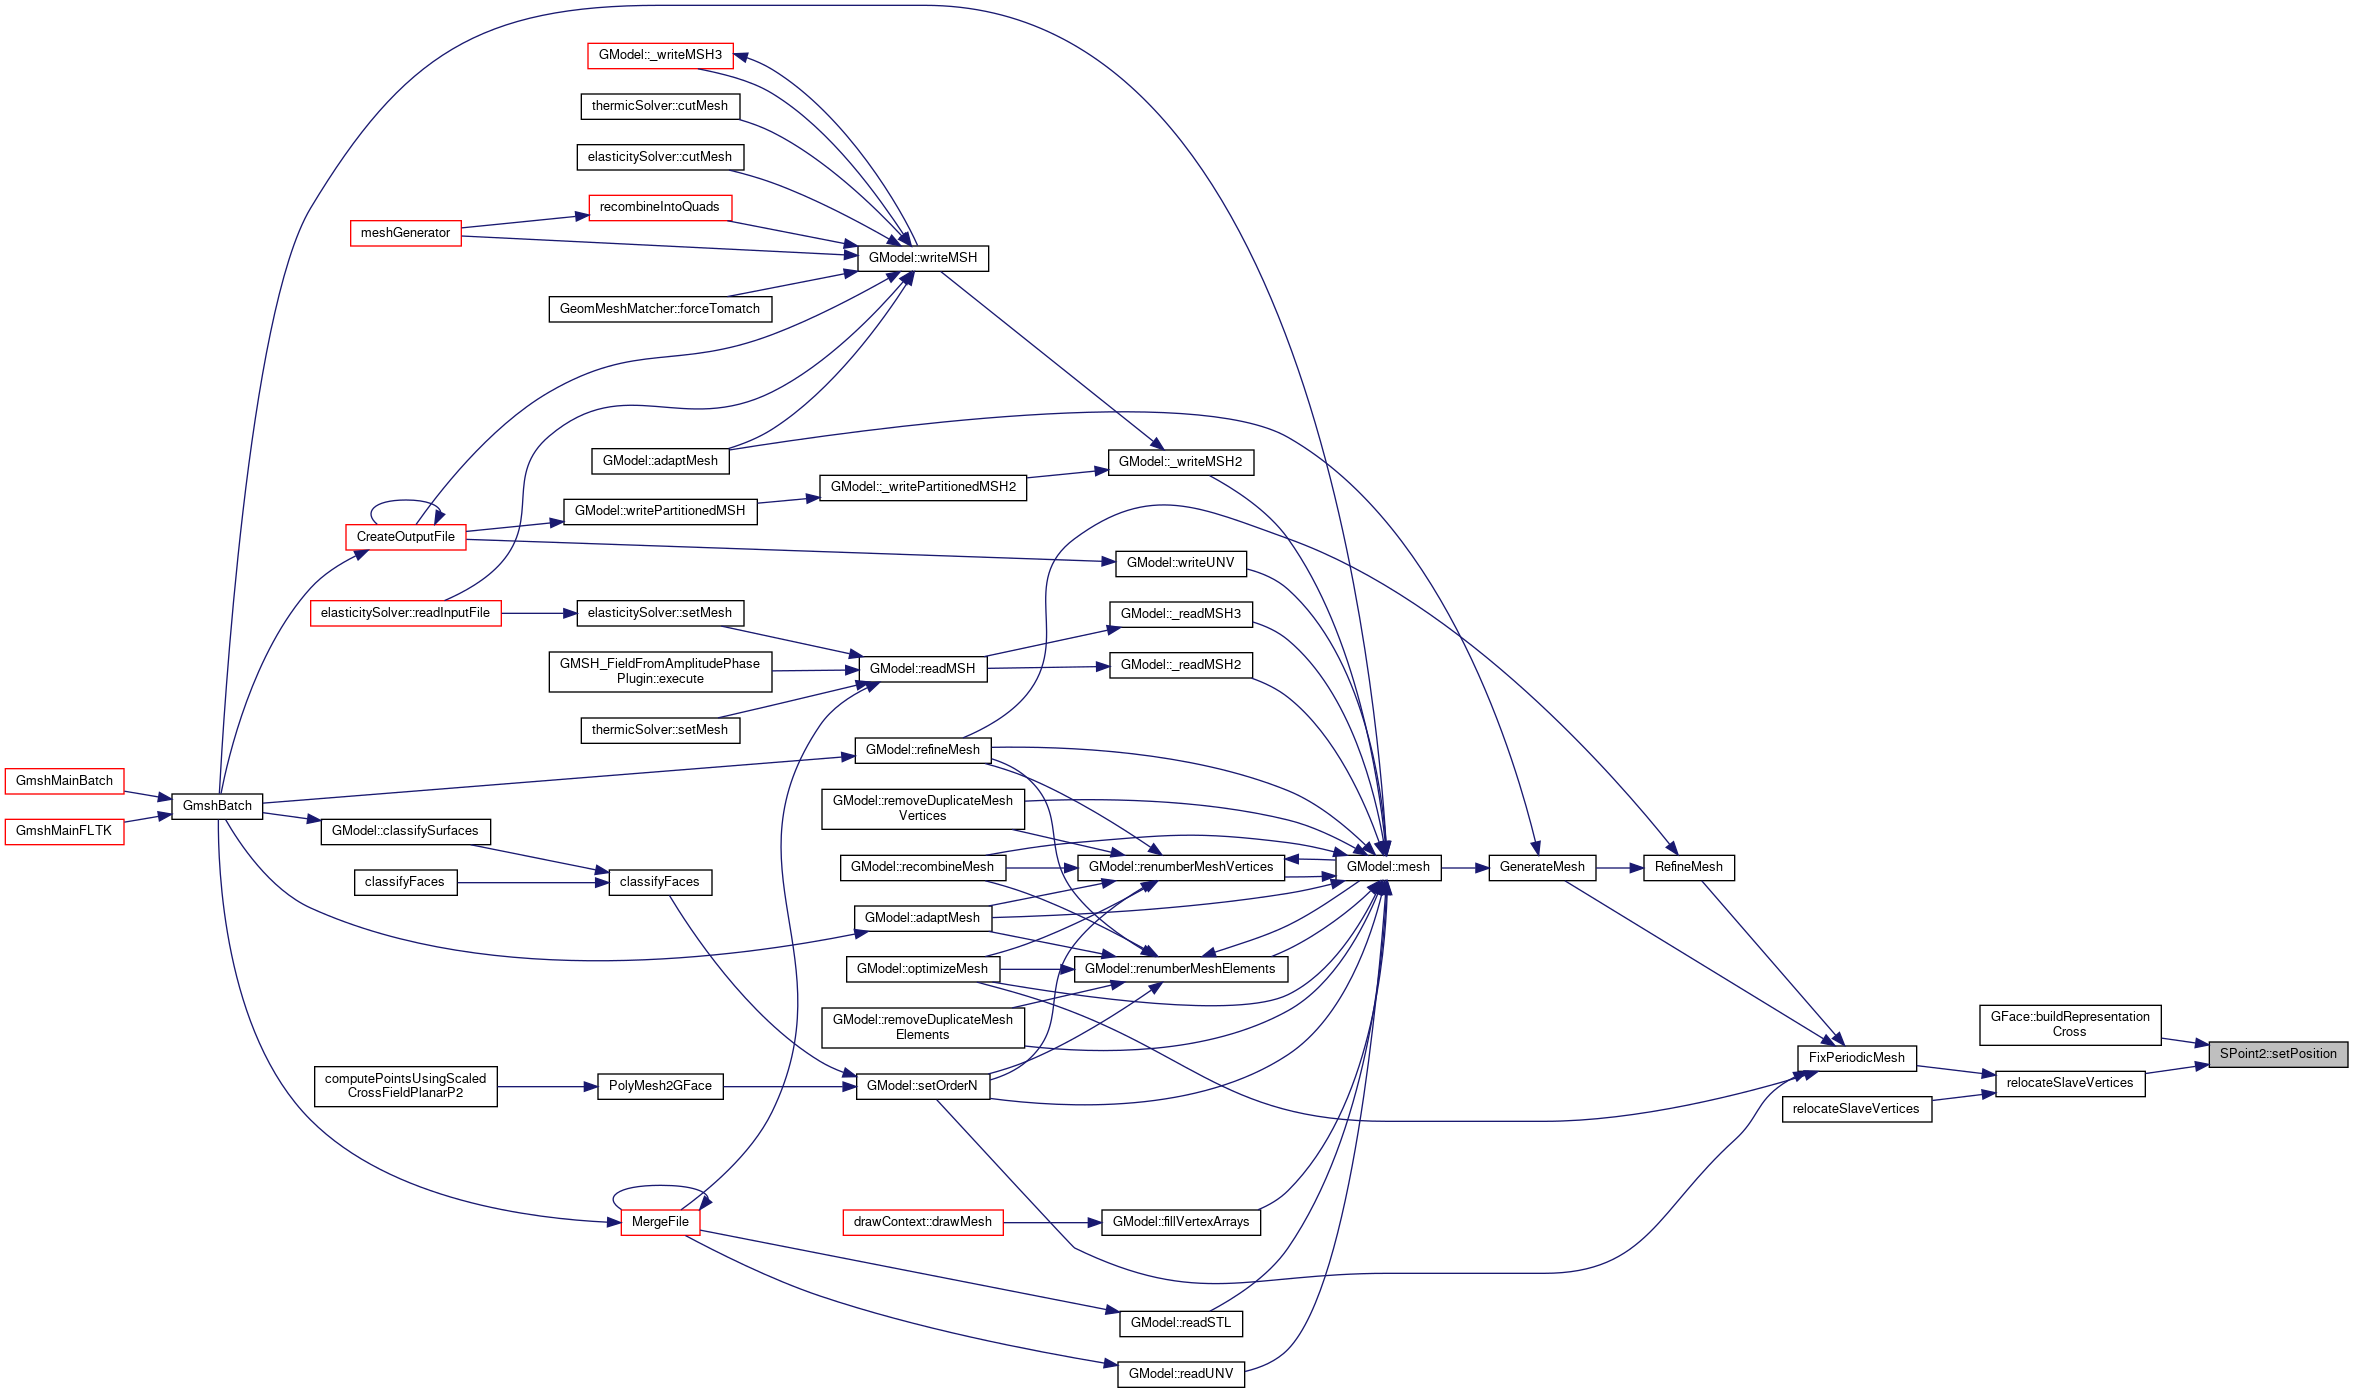 GModel::_writeMSH3
thermicSolver::cutMesh
elasticitySolver::cutMesh
recombineIntoQuads
meshGenerator
GModel::writeMSH
GeomMeshMatcher::forceTomatch
GModel::adaptMesh
GModel::_writeMSH2
GModel::_writePartitionedMSH2
GModel::writePartitionedMSH
CreateOutputFile
GModel::writeUNV
elasticitySolver::readInputFile
elasticitySolver::setMesh
GModel::_readMSH3
GMSH_FieldFromAmplitudePhase
Plugin::execute
GModel::readMSH
GModel::_readMSH2
thermicSolver::setMesh
GModel::refineMesh
GmshMainBatch
GmshBatch
GModel::removeDuplicateMesh
Vertices
GmshMainFLTK
GModel::classifySurfaces
GModel::recombineMesh
GModel::renumberMeshVertices
GModel::mesh
GenerateMesh
RefineMesh
classifyFaces
classifyFaces
GModel::adaptMesh
GModel::optimizeMesh
GModel::renumberMeshElements
GModel::removeDuplicateMesh
Elements
GFace::buildRepresentation
Cross
SPoint2::setPosition
FixPeriodicMesh
computePointsUsingScaled
CrossFieldPlanarP2
PolyMesh2GFace
GModel::setOrderN
relocateSlaveVertices
relocateSlaveVertices
MergeFile
drawContext::drawMesh
GModel::fillVertexArrays
GModel::readSTL
GModel::readUNV